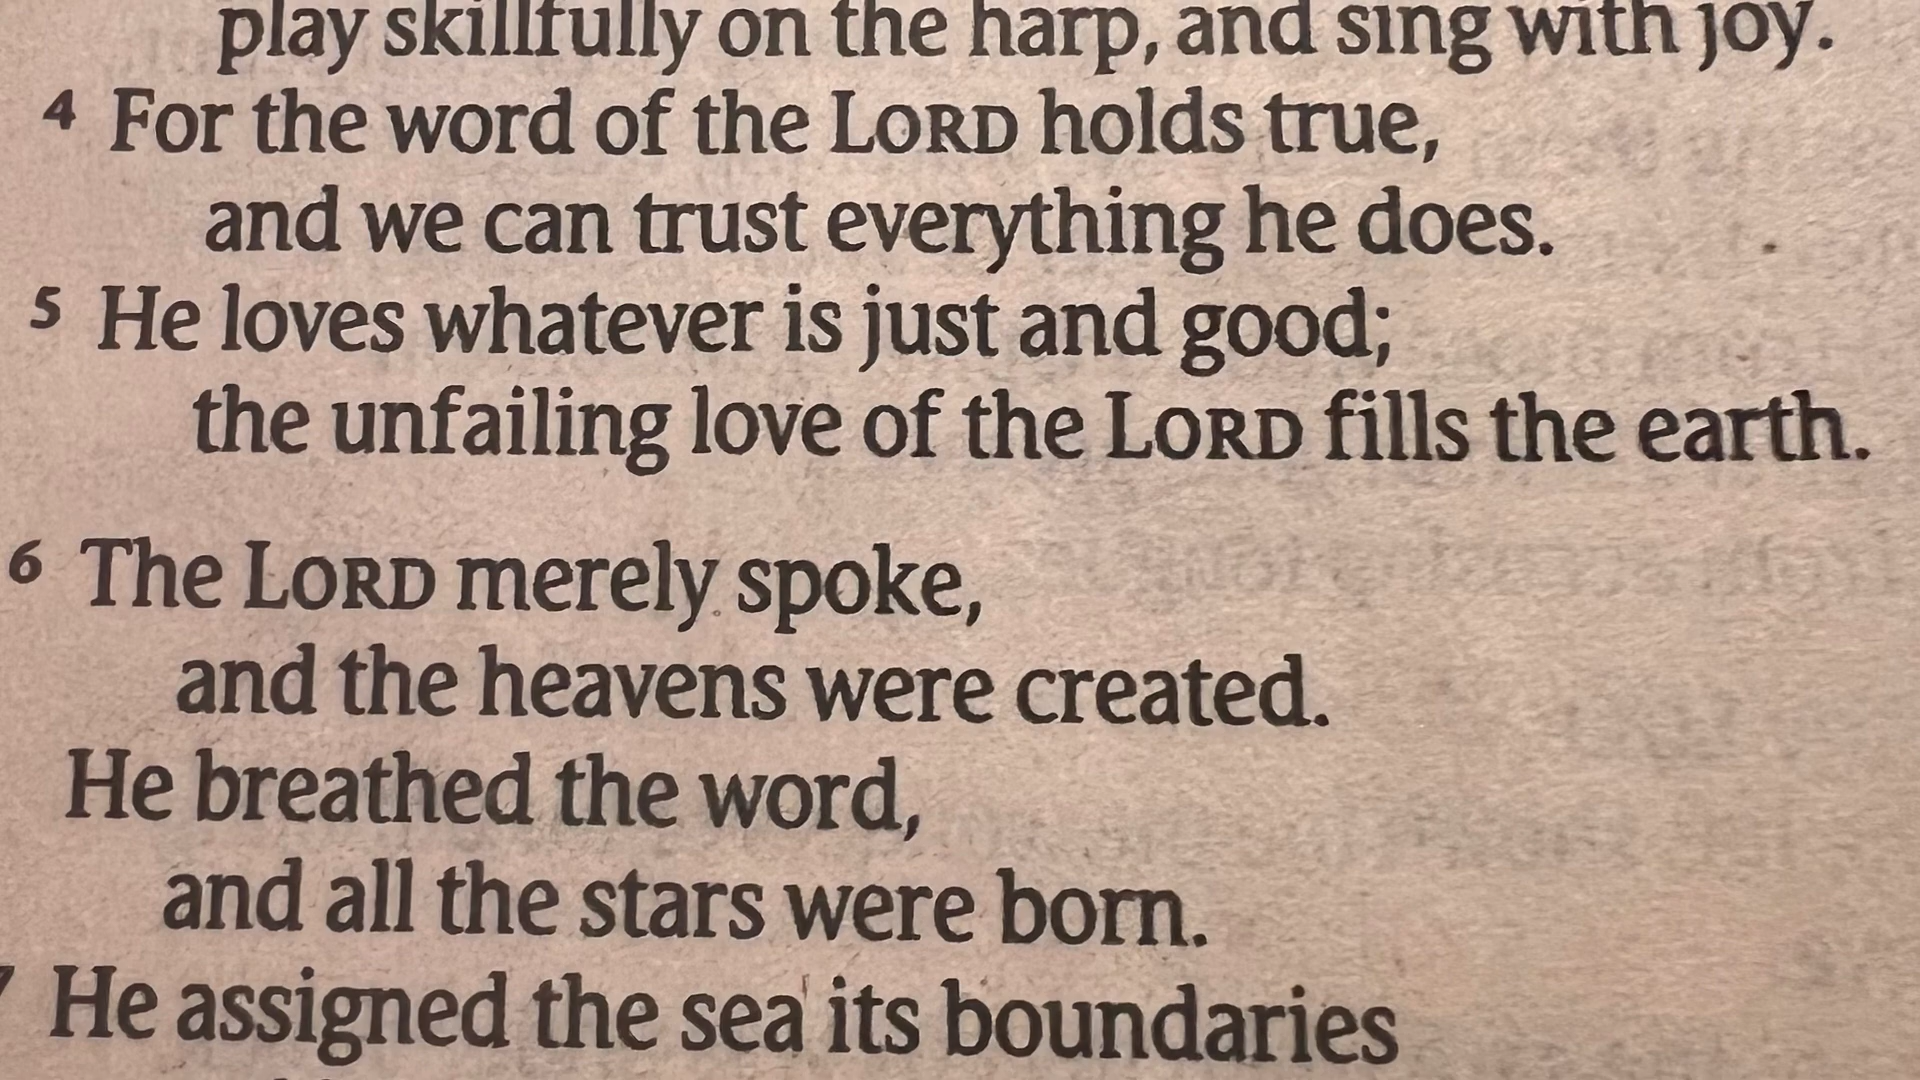 play skillfully on the harp, and sing with joy.
4 For the word of the LORD holds true,
and we can trust everything he does.
5 He loves whatever is just and good;
the unfailing love of the LORD fills the earth.
6 The LORD merely spoke,
and the heavens were created.
He breathed the word,
and all the stars were born.
7 He assigned the sea its boundaries